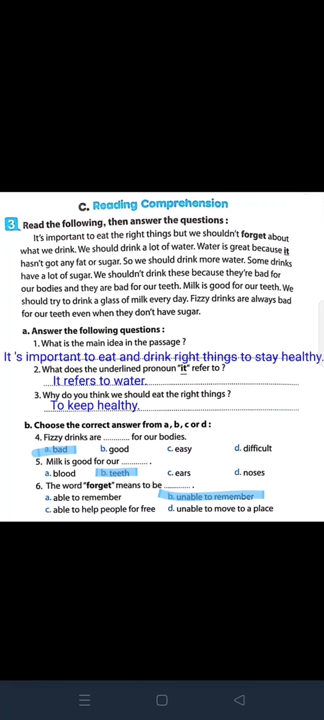 C. Reading Comprehension
3 Read the following, then answer the questions :
It's important to eat the right things but we shouldn't forget about
what we drink. We should drink a lot of water. Water is great because it
hasn't got any fat or sugar. So we should drink more water. Some drinks
have a lot of sugar. We shouldn't drink these because they're bad for
our bodies and they are bad for our teeth. Milk is good for our teeth. We
should try to drink a glass of milk every day. Fizzy drinks are always bad
for our teeth even when they don't have sugar.
a. Answer the following questions :
1. What is the main idea in the passage ?
It 's important to eat and drink right things to stay healthy.
2. What does the underlined pronoun "it" refer to ?
It refers to water.
3. Why do you think we should eat the right things ?
To keep healthy.
b. Choose the correct answer from a, b, c or d :
4. Fizzy drinks are ............ for our bodies.
a. bad b. good c. easy d. difficult
5. Milk is good for our ............ .
a. blood b. teeth c. ears d. noses
6. The word "forget" means to be ............ .
a. able to remember b. unable to remember
c. able to help people for free d. unable to move to a place